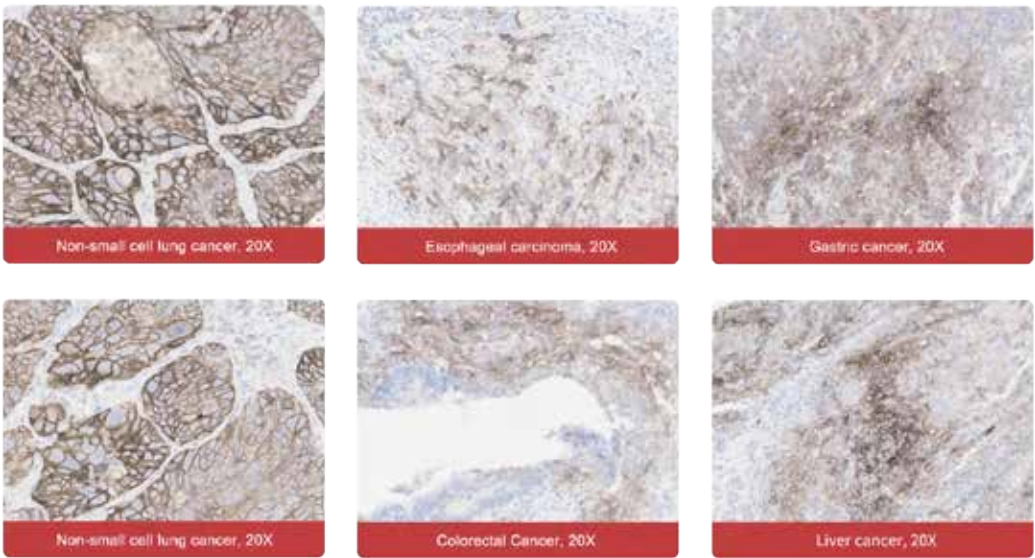 Non-small cell lung cancer, 20X
Esophageal carcinoma, 20X
Gastric cancer, 20X
Non-small cell lung cancer, 20X
Colorectal Cancer, 20X
Liver cancer, 20X